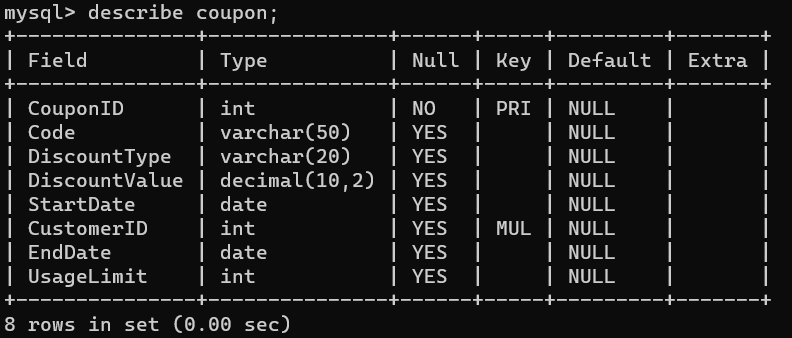 mysql> describe coupon;
+---------------+---------------+------+-----+---------+-------+
| Field         | Type          | Null | Key | Default | Extra |
+---------------+---------------+------+-----+---------+-------+
| CouponID      | int           | NO   | PRI | NULL    |       |
| Code          | varchar(50)   | YES  |     | NULL    |       |
| DiscountType  | varchar(20)   | YES  |     | NULL    |       |
| DiscountValue | decimal(10,2) | YES  |     | NULL    |       |
| StartDate     | date          | YES  |     | NULL    |       |
| CustomerID    | int           | YES  | MUL | NULL    |       |
| EndDate       | date          | YES  |     | NULL    |       |
| UsageLimit    | int           | YES  |     | NULL    |       |
+---------------+---------------+------+-----+---------+-------+
8 rows in set (0.00 sec)